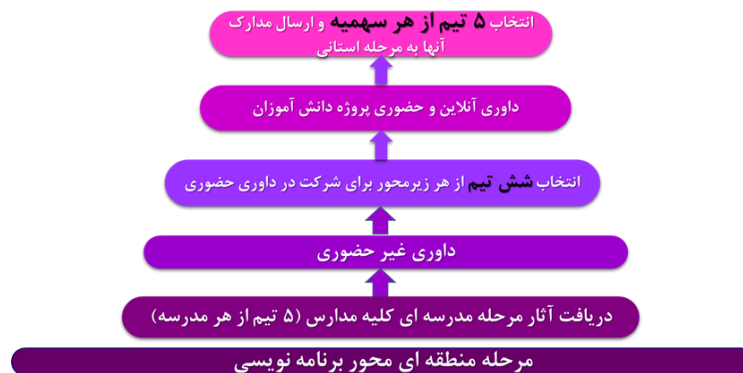 انتخاب ۵ تیم از هر سهمیه و ارسال مدارک
آنها به مرحله استانی
داوری آنلاین و حضوری پروژه دانش آموزان
انتخاب شش تیم از هر زیرمحور برای شرکت در داوری حضوری
داوری غیر حضوری
دریافت آثار مرحله مدرسه ای کلیه مدارس (۵ تیم از هر مدرسه)
مرحله منطقه ای محور برنامه نویسی